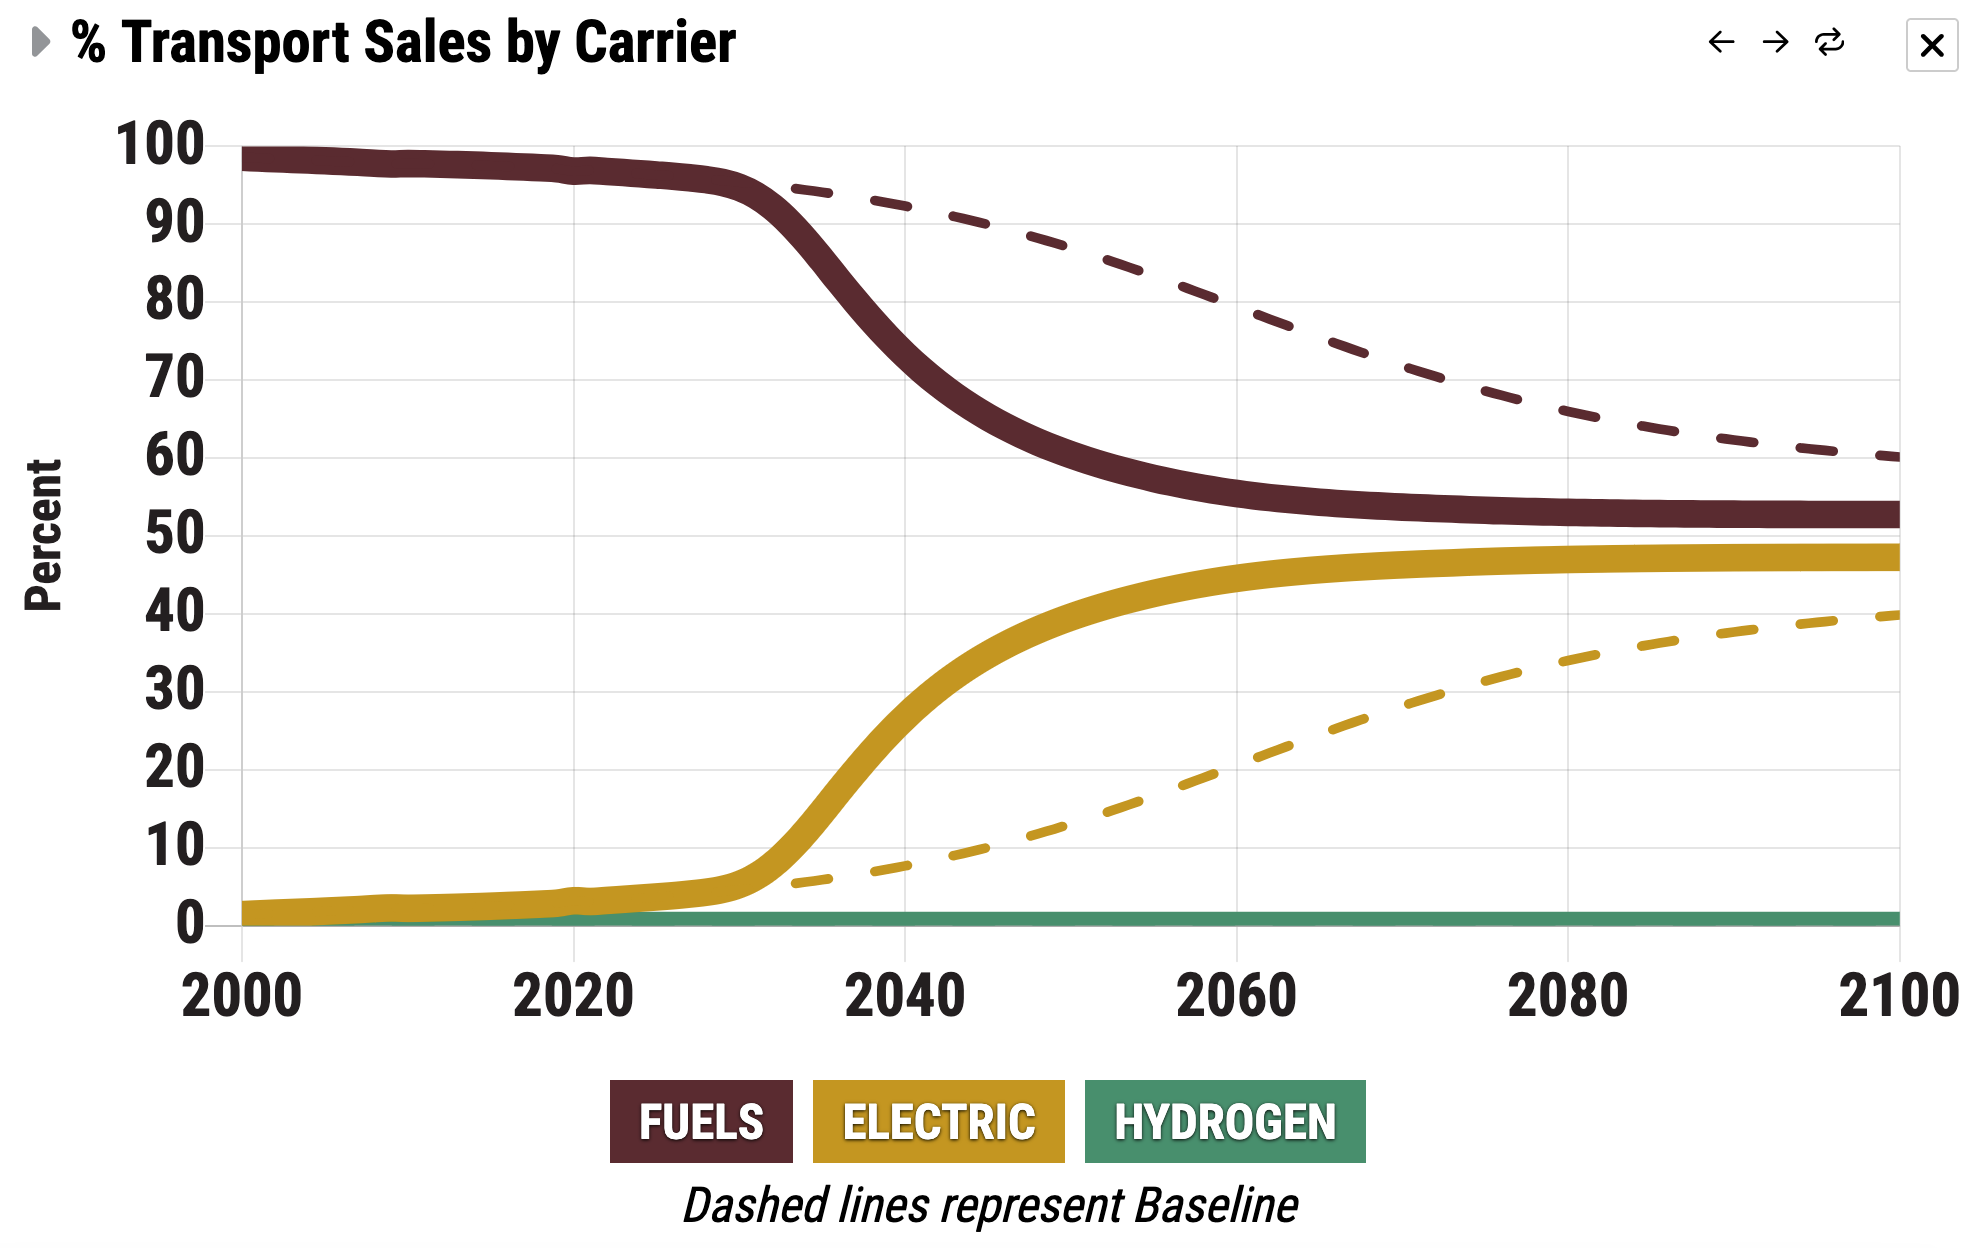 % Transport Sales by Carrier
Percent
100
90
80
70
60
50
40
30
20
10
0
2000 2020 2040 2060 2080 2100
FUELS ELECTRIC HYDROGEN
Dashed lines represent Baseline